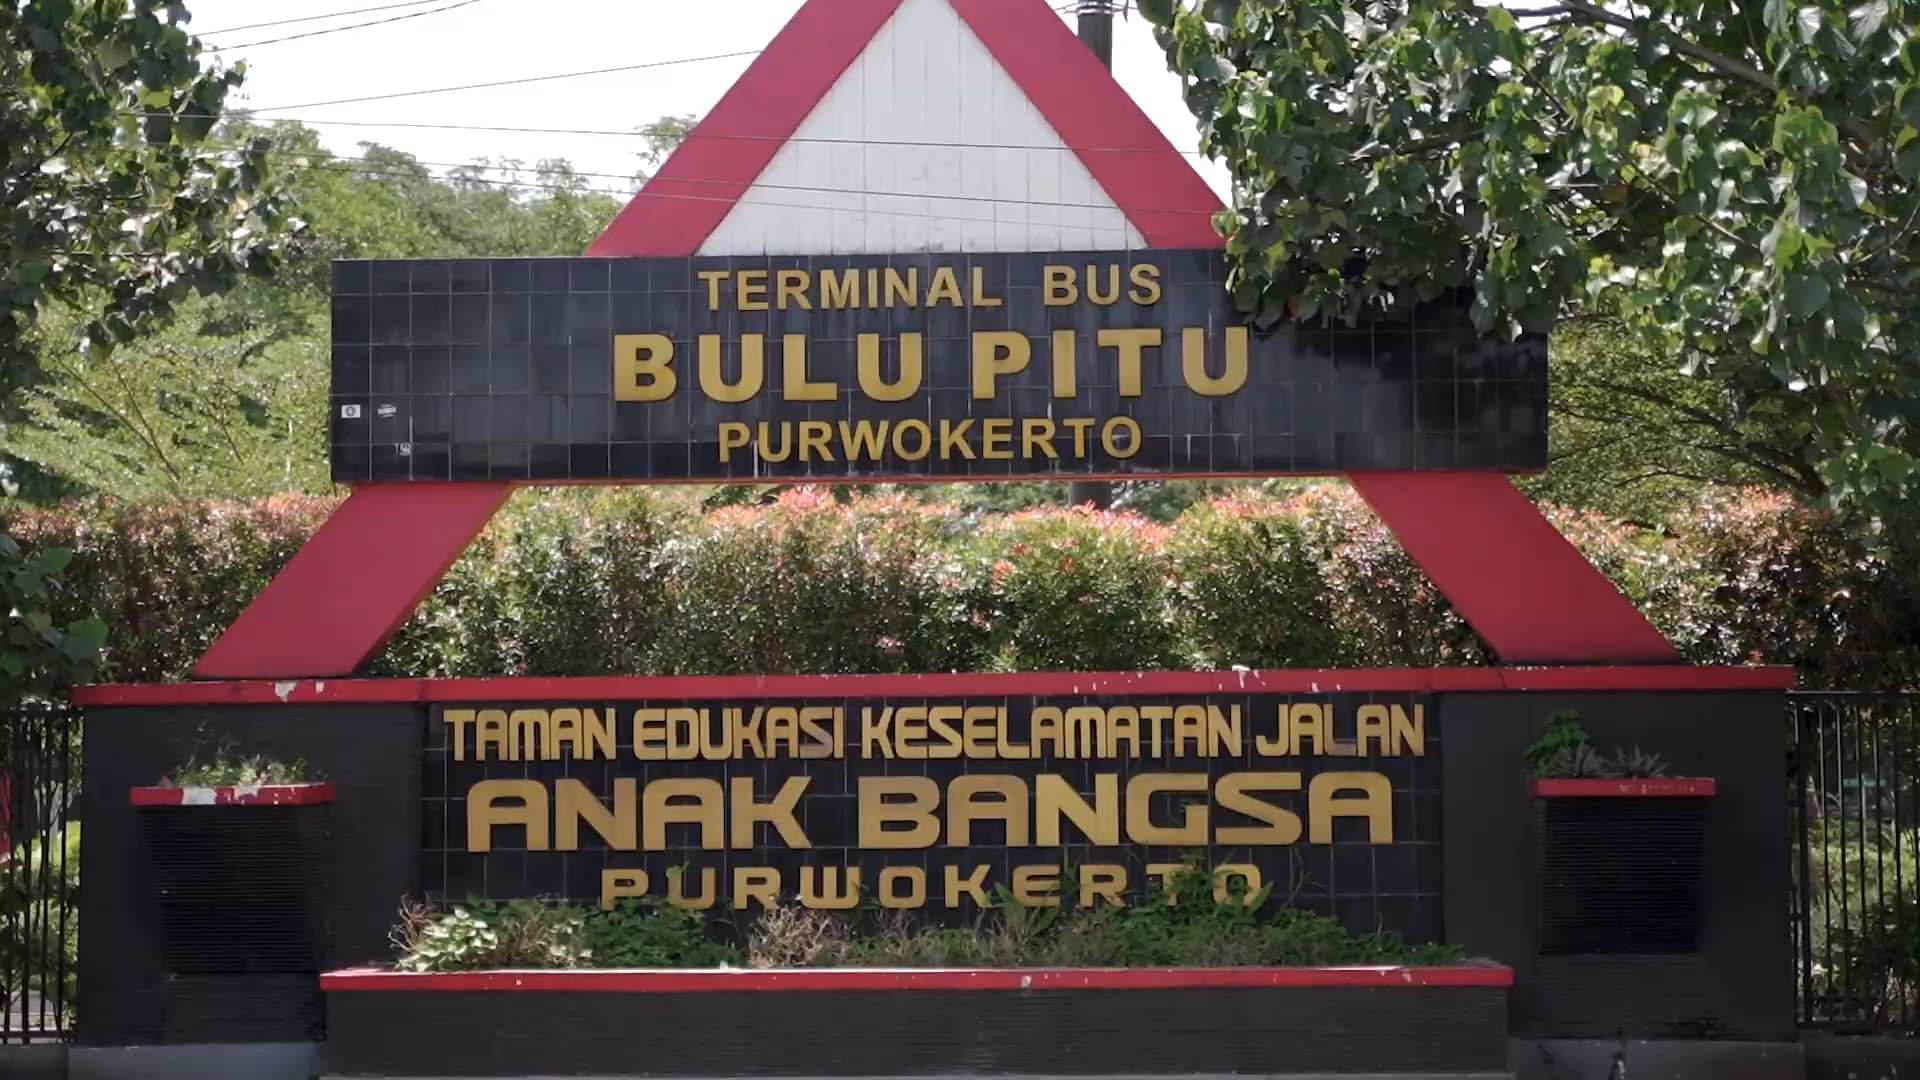 TERMINAL BUS
BULU PITU
PURWOKERTO
TAMAN EDUKASI KESELAMATAN JALAN
ANAK BANGSA
PURWOKERTO